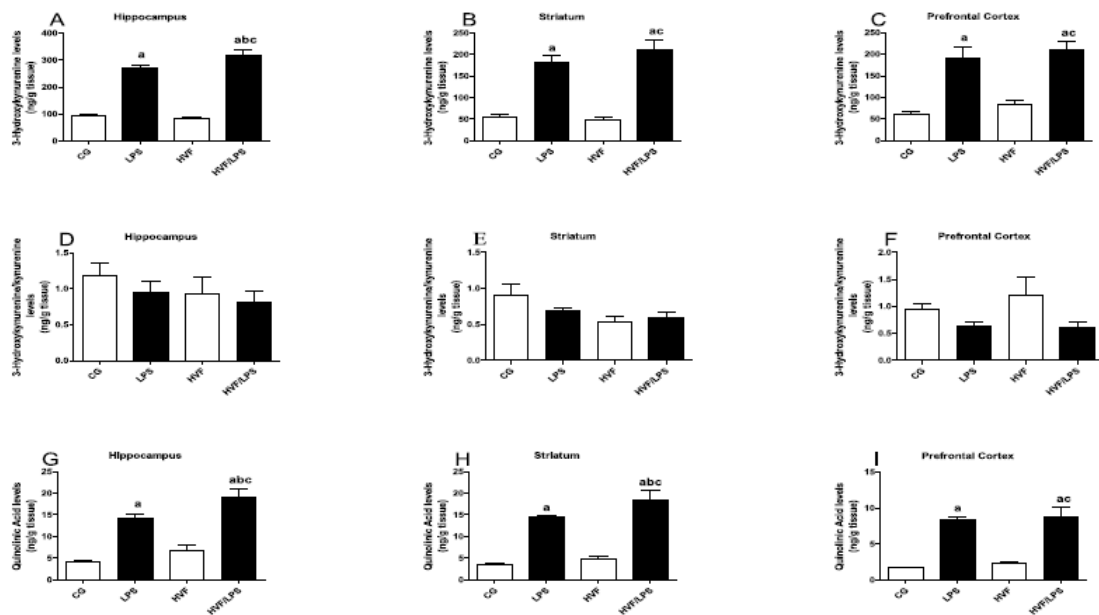 A
Hippocampus
3-Hydroxykynurenine levels
(ng/g tissue)
400
300
200
100
0
a
abc
CG
LPS
HVF
HVF/LPS
B
Striatum
3-Hydroxykynurenine levels
(ng/g tissue)
250
200
150
100
50
0
a
ac
CG
LPS
HVF
HVF/LPS
C
Prefrontal Cortex
3-Hydroxykynurenine levels
(ng/g tissue)
250
200
150
100
50
0
a
ac
CG
LPS
HVF
HVF/LPS
D
Hippocampus
3-Hydroxykynurenine/kynurenine
levels
(ng/g tissue)
1.5
1.0
0.5
0.0
CG
LPS
HVF
HVF/LPS
E
Striatum
3-Hydroxykynurenine/kynurenine
levels
(ng/g tissue)
1.5
1.0
0.5
0.0
CG
LPS
HVF
HVF/LPS
F
Prefrontal Cortex
3-Hydroxykynurenine/kynurenine
levels
(ng/g tissue)
2.0
1.5
1.0
0.5
0.0
CG
LPS
HVF
HVF/LPS
G
Hippocampus
Quinolinic Acid levels
(ng/g tissue)
25
20
15
10
5
0
a
abc
CG
LPS
HVF
HVF/LPS
H
Striatum
Quinolinic Acid levels
(ng/g tissue)
25
20
15
10
5
0
a
abc
CG
LPS
HVF
HVF/LPS
I
Prefrontal Cortex
Quinolinic Acid levels
(ng/g tissue)
15
10
5
0
a
ac
CG
LPS
HVF
HVF/LPS